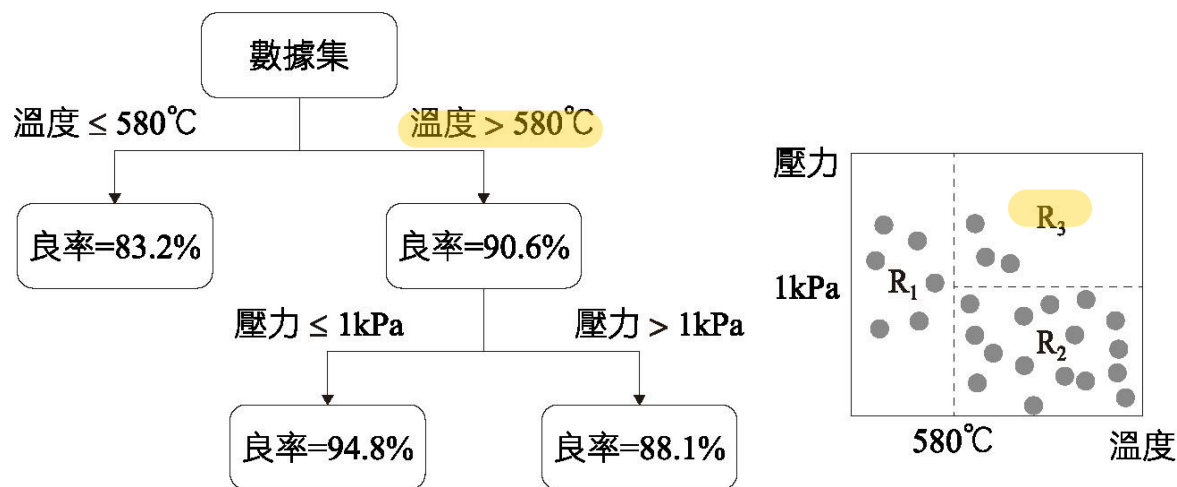 數據集
溫度 ≤ 580℃
溫度 > 580℃
良率=83.2%
良率=90.6%
壓力 ≤ 1kPa
壓力 > 1kPa
良率=94.8%
良率=88.1%
壓力
R3
1kPa
R1
R2
580℃
溫度